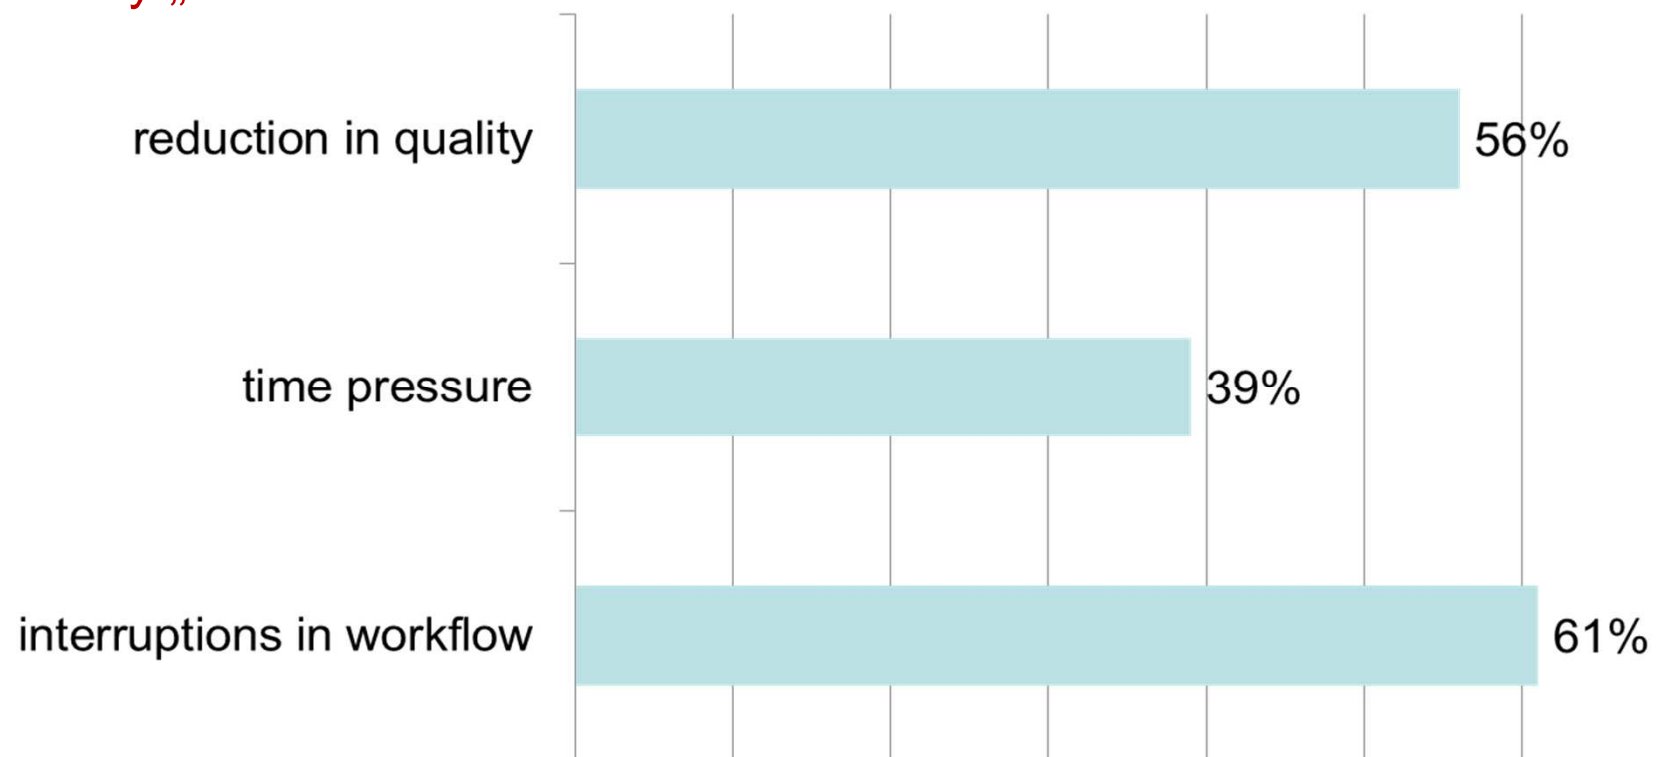 reduction in quality 56%
time pressure 39%
interruptions in workflow 61%